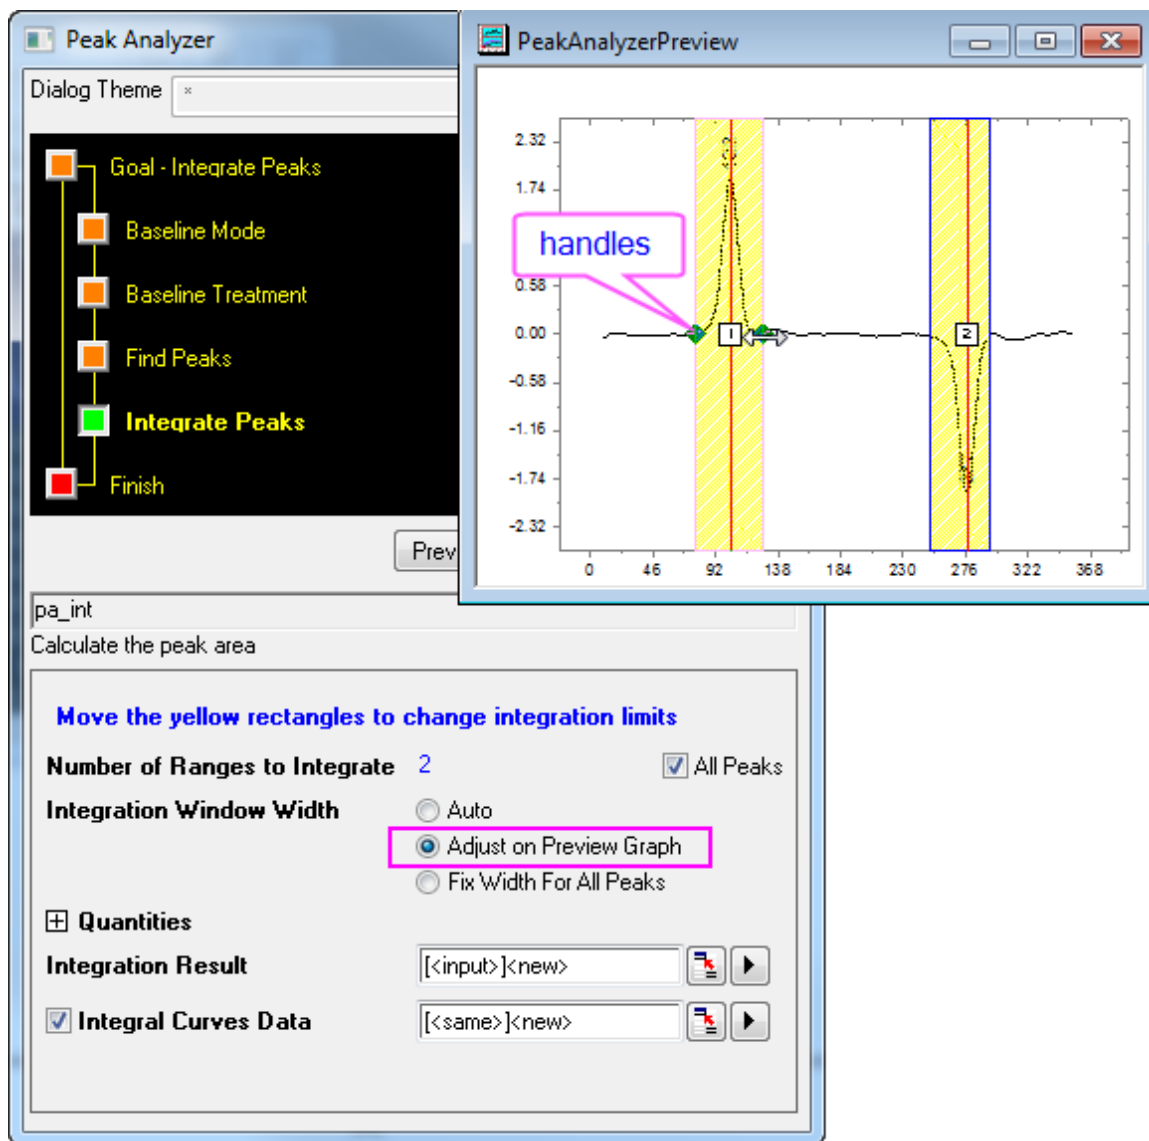 Peak Analyzer
Dialog Theme
*
Goal - Integrate Peaks
Baseline Mode
Baseline Treatment
Find Peaks
Integrate Peaks
Finish
Prev
PeakAnalyzerPreview
2.32
1.74
handles
0.58
0.00
1
2
-0.58
-1.16
-1.74
-2.32
0 46 92 138 184 230 276 322 368
pa_int
Calculate the peak area
Move the yellow rectangles to change integration limits
Number of Ranges to Integrate 2 All Peaks
Integration Window Width Auto
Adjust on Preview Graph
Fix Width For All Peaks
Quantities
Integration Result [<input>]<new>
Integral Curves Data [<same>]<new>